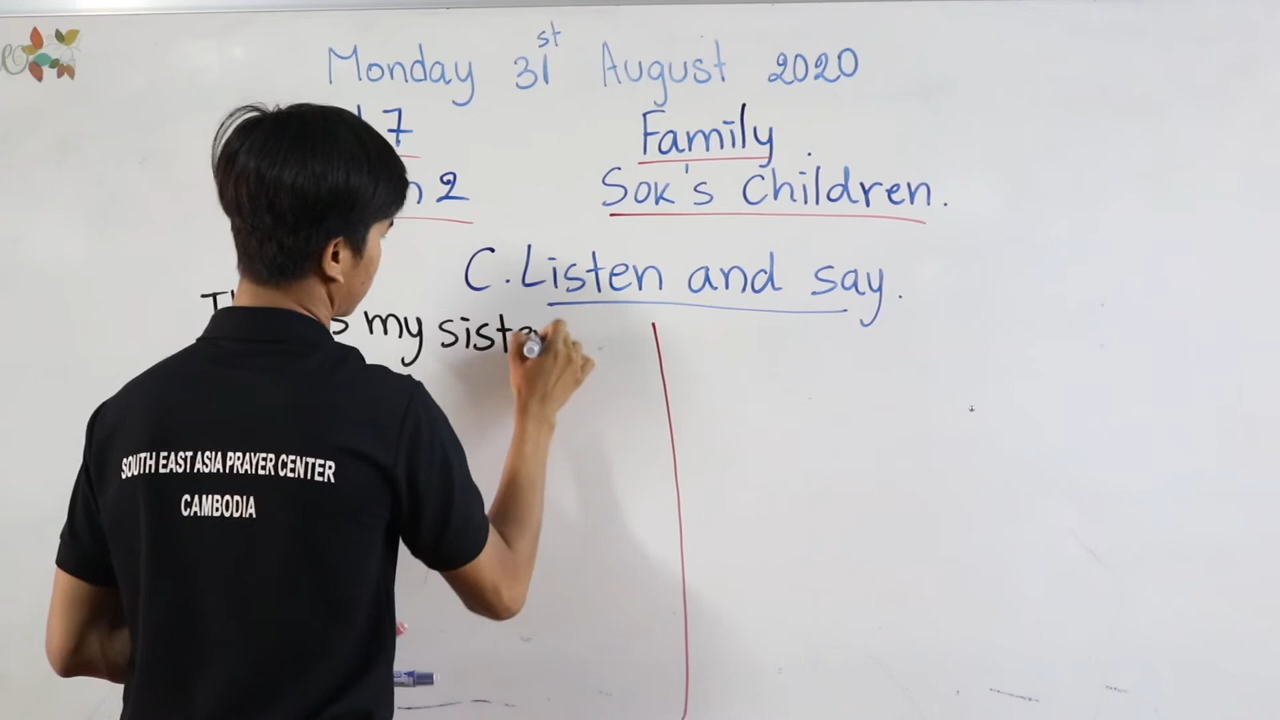 Monday 31st August 2020
7
Family
2
Sok's Children.
C. Listen and say.
my
SOUTH EAST ASIA PRAYER CENTER
CAMBODIA